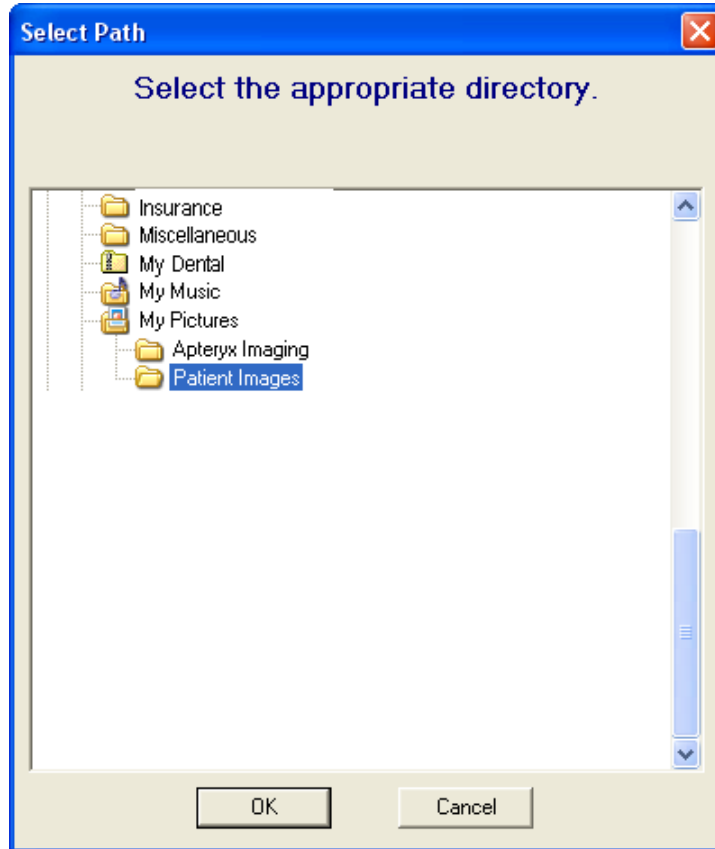 Select Path
Select the appropriate directory.
Insurance
Miscellaneous
My Dental
My Music
My Pictures
Apteryx Imaging
Patient Images
OK
Cancel